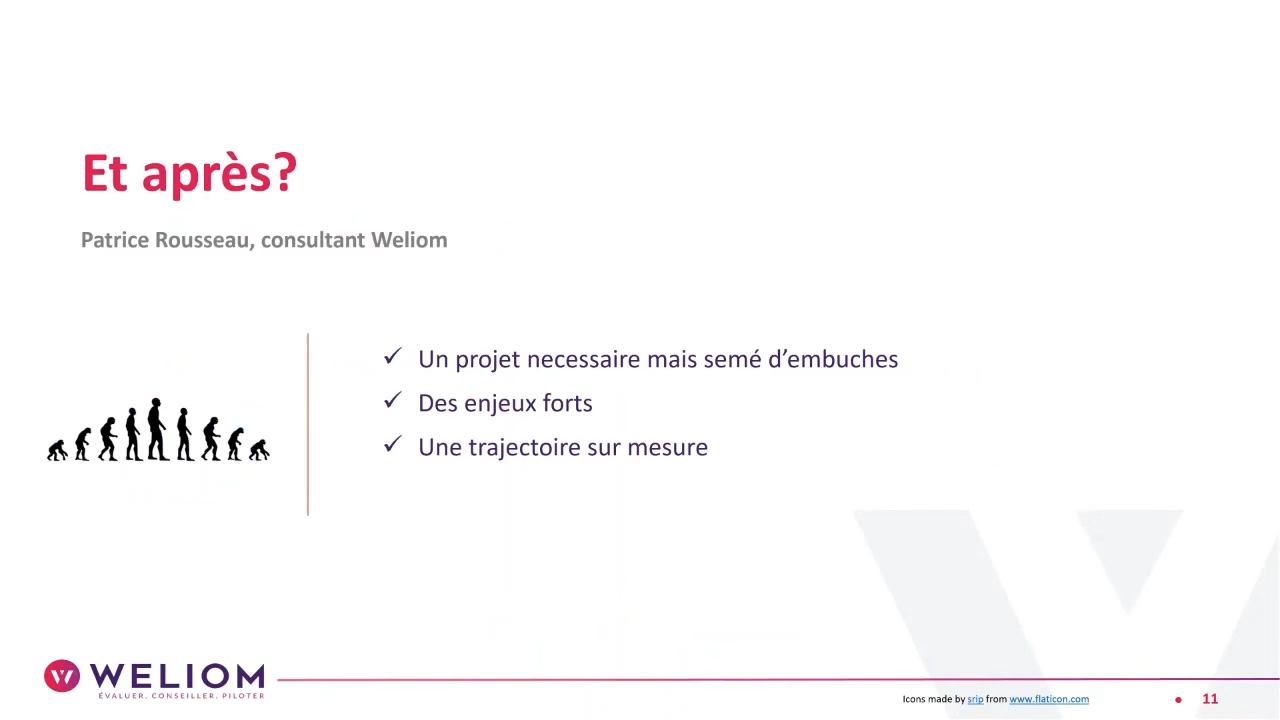 Et après?
Patrice Rousseau, consultant Weliom
✓ Un projet necessaire mais semé d’embuches
✓ Des enjeux forts
✓ Une trajectoire sur mesure
WELIOM
ÉVALUER, CONSEILLER, PILOTER
Icons made by srip from www.flaticon.com
• 11